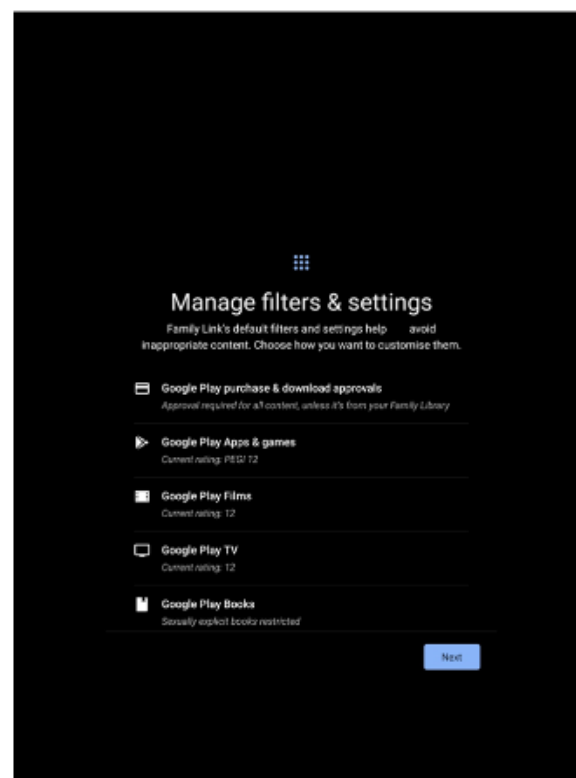 Manage filters & settings
Family Link's default filters and settings help avoid
inappropriate content. Choose how you want to customise them.
Google Play purchase & download approvals
Approval required for all content, unless it's from your Family Library
Google Play Apps & games
Current rating: PEGI 12
Google Play Films
Current rating: 12
Google Play TV
Current rating: 12
Google Play Books
Sexually explicit books restricted
Next